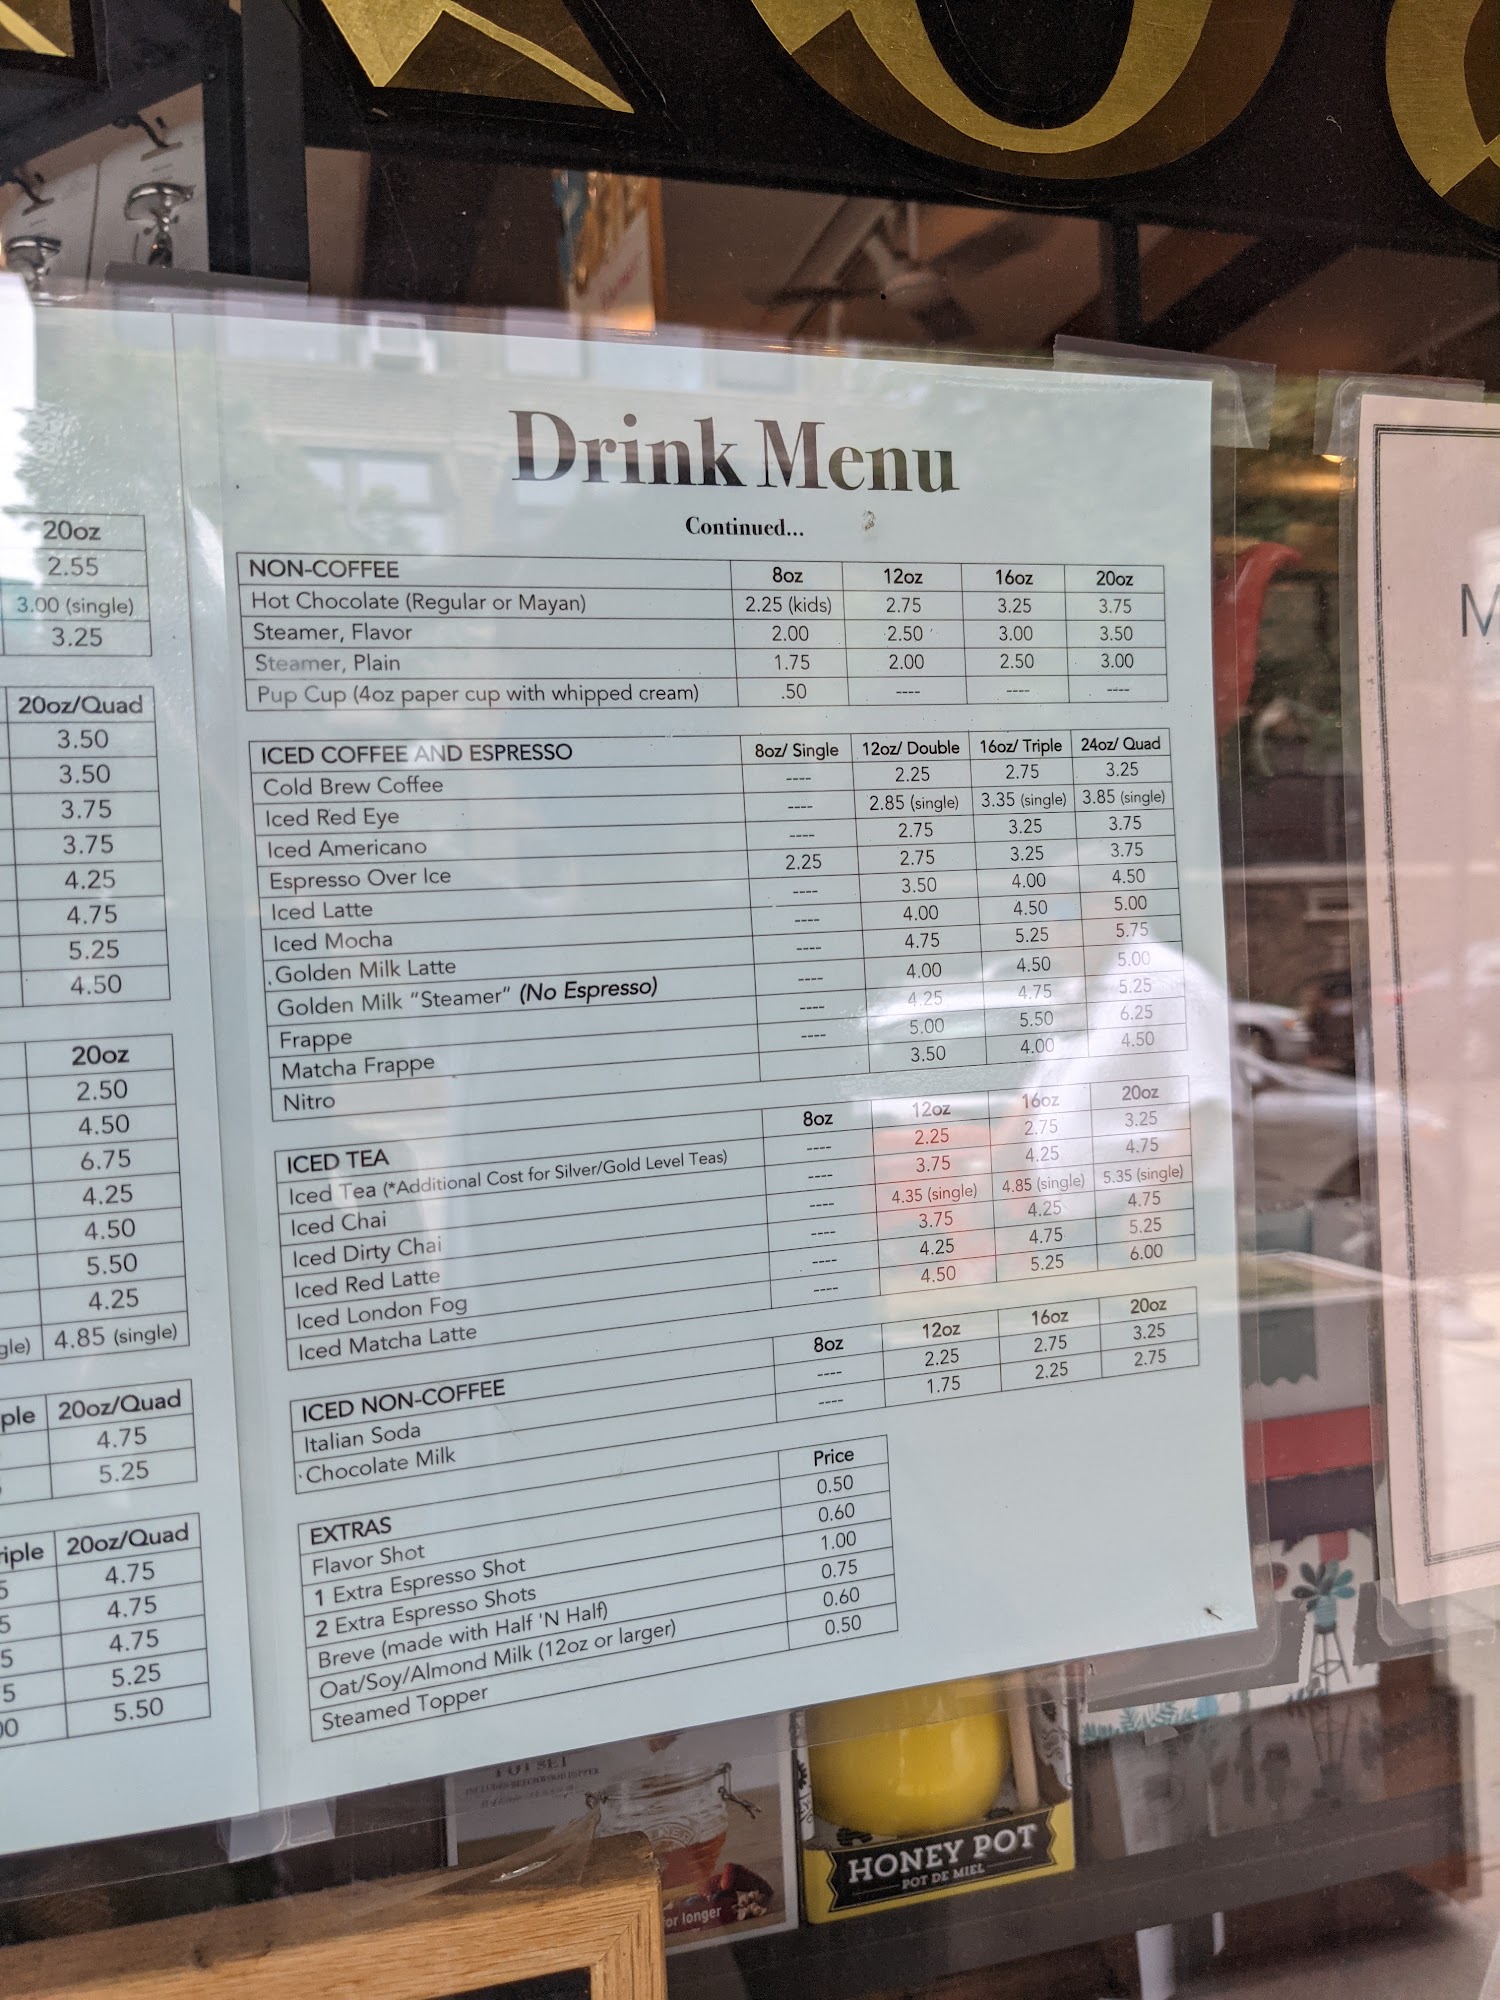 20oz
2.55
3.00 (single)
3.25
20oz/Quad
3.50
3.50
3.75
3.75
4.25
4.75
5.25
4.50
20oz
2.50
4.50
6.75
4.25
4.50
5.50
4.25
gle) 4.85 (single)
ple 20oz/Quad
4.75
5.25
riple 20oz/Quad
5 4.75
5 4.75
5 4.75
5 5.25
00 5.50
Drink Menu
Continued...
NON-COFFEE 8oz 12oz 16oz 20oz
Hot Chocolate (Regular or Mayan) 2.25 (kids) 2.75 3.25 3.75
Steamer, Flavor 2.00 2.50 3.00 3.50
Steamer, Plain 1.75 2.00 2.50 3.00
Pup Cup (4oz paper cup with whipped cream) .50 ---- ---- ----
ICED COFFEE AND ESPRESSO 8oz/ Single 12oz/ Double 16oz/ Triple 24oz/ Quad
Cold Brew Coffee ---- 2.25 2.75 3.25
Iced Red Eye ---- 2.85 (single) 3.35 (single) 3.85 (single)
Iced Americano ---- 2.75 3.25 3.75
Espresso Over Ice 2.25 2.75 3.25 3.75
Iced Latte ---- 3.50 4.00 4.50
Iced Mocha ---- 4.00 4.50 5.00
Golden Milk Latte ---- 4.75 5.25 5.75
Golden Milk "Steamer" (No Espresso) ---- 4.00 4.50 5.00
Frappe ---- 4.25 4.75 5.25
Matcha Frappe ---- 5.00 5.50 6.25
Nitro 3.50 4.00 4.50
ICED TEA 8oz 12oz 16oz 20oz
Iced Tea (*Additional Cost for Silver/Gold Level Teas) ---- 2.25 2.75 3.25
Iced Chai ---- 3.75 4.25 4.75
Iced Dirty Chai ---- 4.35 (single) 4.85 (single) 5.35 (single)
Iced Red Latte ---- 3.75 4.25 4.75
Iced London Fog ---- 4.25 4.75 5.25
Iced Matcha Latte ---- 4.50 5.25 6.00
ICED NON-COFFEE 8oz 12oz 16oz 20oz
Italian Soda ---- 2.25 2.75 3.25
Chocolate Milk ---- 1.75 2.25 2.75
EXTRAS Price
Flavor Shot 0.50
1 Extra Espresso Shot 0.60
2 Extra Espresso Shots 1.00
Breve (made with Half 'N Half) 0.75
Oat/Soy/Almond Milk (12oz or larger) 0.60
Steamed Topper 0.50
M
POT SET
for longer
HONEY POT
POT DE MIEL